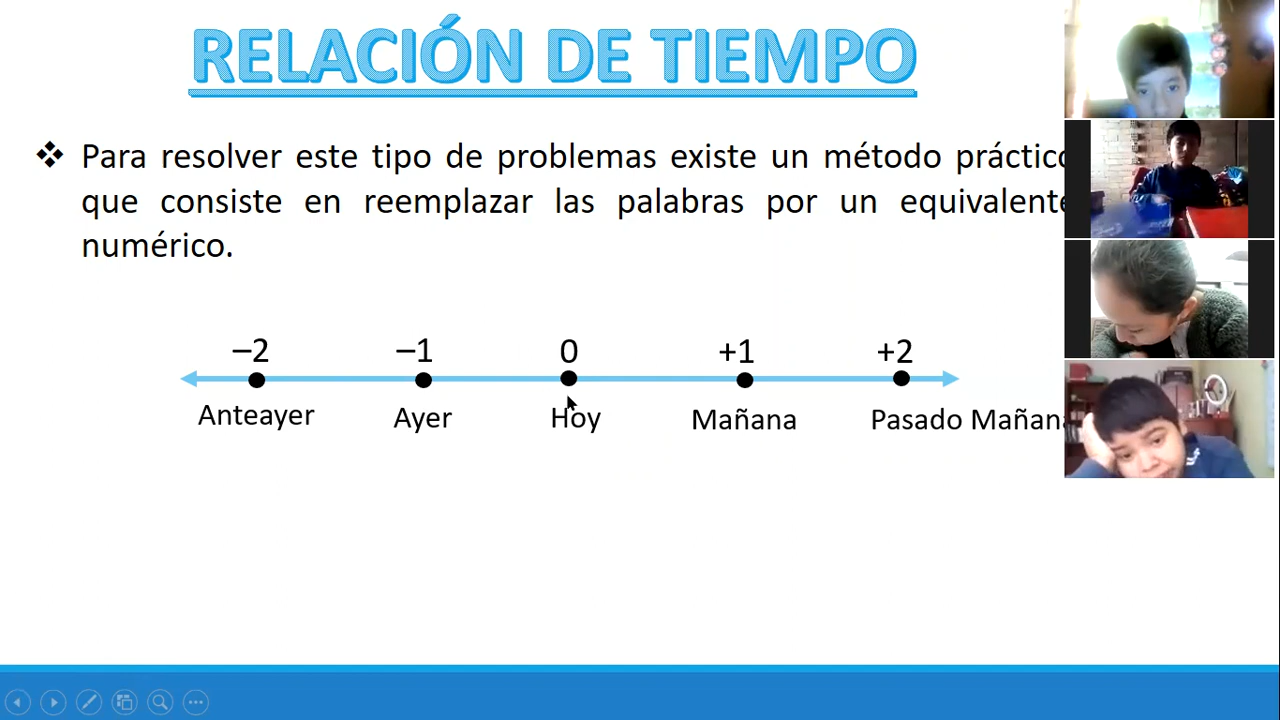 RELACIÓN DE TIEMPO
❖ Para resolver este tipo de problemas existe un método práctico
que consiste en reemplazar las palabras por un equivalente
numérico.
–2 –1 0 +1 +2
Anteayer Ayer Hoy Mañana Pasado Mañana